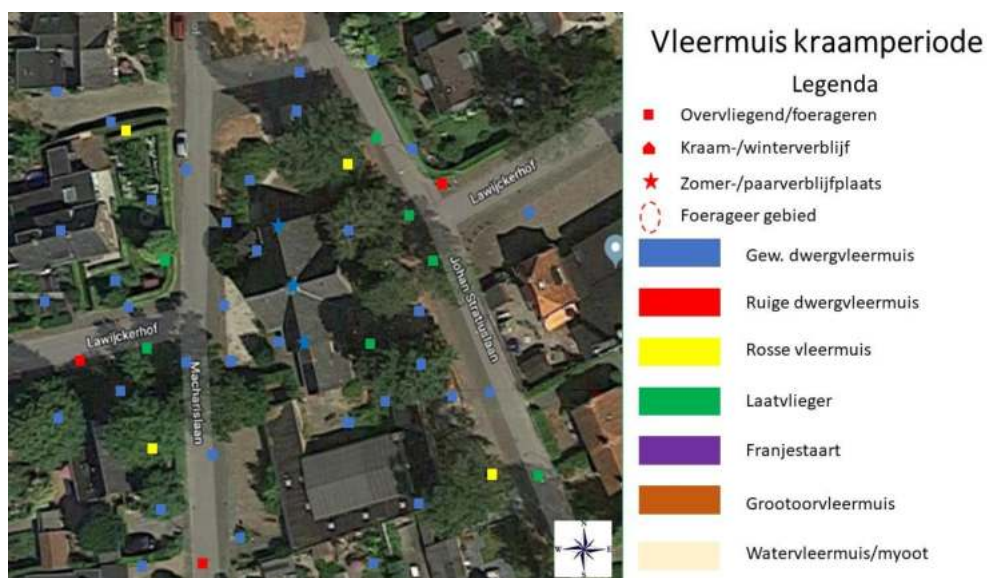 Vleermuis kraamperiode
Legenda
Overvliegend/foerageren
Kraam-/winterverblijf
Zomer-/paarverblijfplaats
Foerageer gebied
Gew. dwergvleermuis
Ruige dwergvleermuis
Rosse vleermuis
Laatvlieger
Franjestaart
Grootoorvleermuis
Watervleermuis/myoot
Lawijckerhof
Johan Stratiuslaan
Lawijckerhof
Macharislaan
N
W
E
S